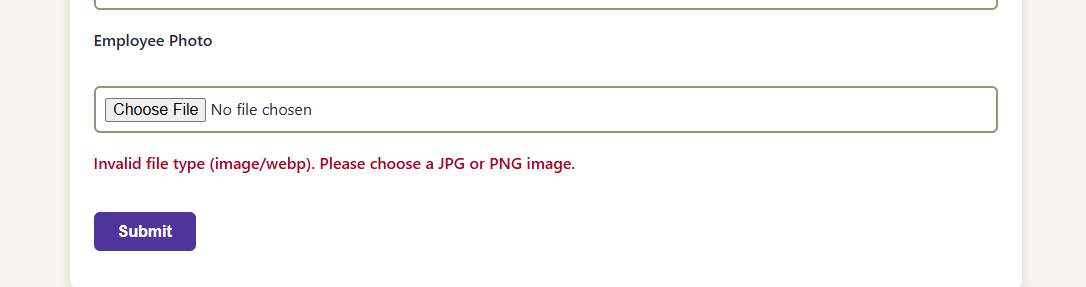 Employee Photo
Choose File No file chosen
Invalid file type (image/webp). Please choose a JPG or PNG image.
Submit